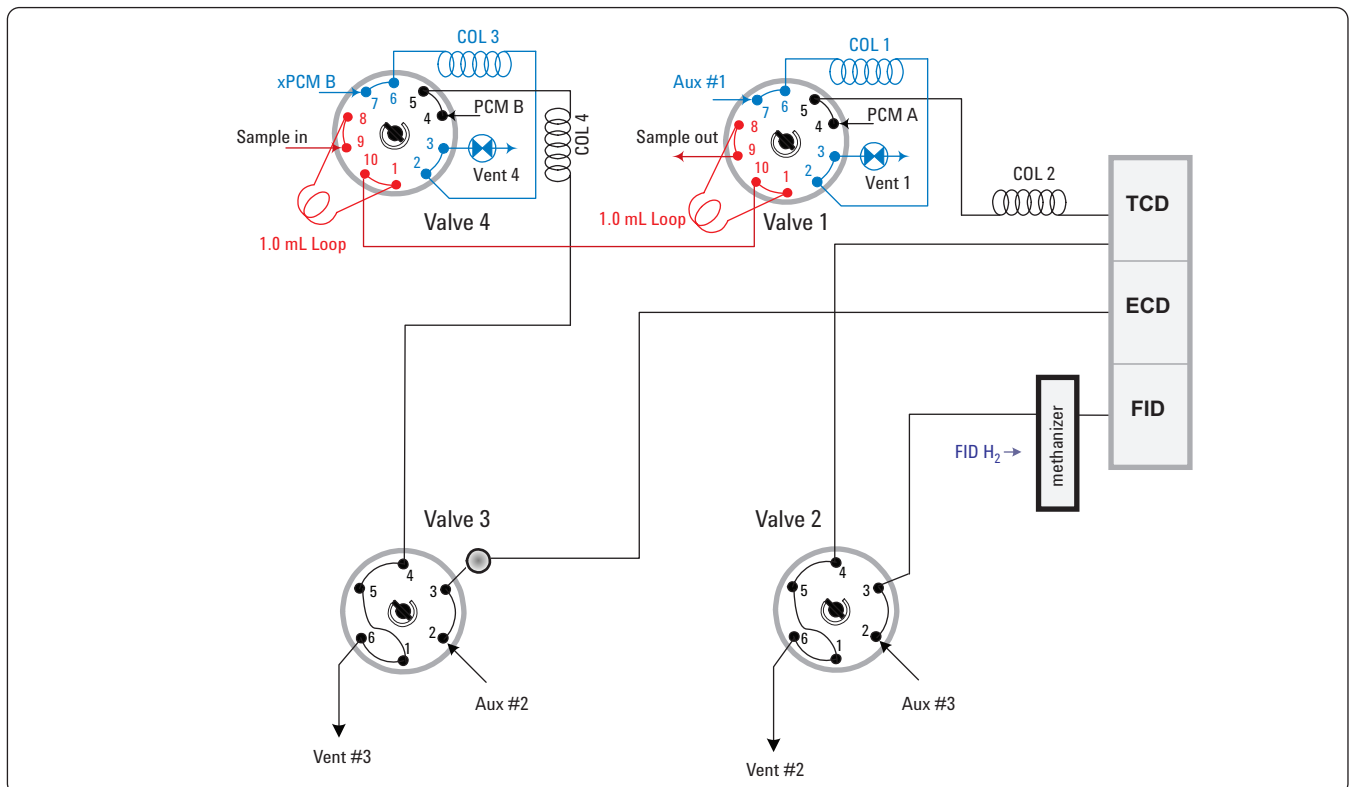 COL 3
xPCM B
6
5
7
4
PCM B
8
Sample in
9
3
10
2
1
Vent 4
COL 4
Valve 4
1.0 mL Loop
COL 1
Aux #1
6
5
7
4
PCM A
8
Sample out
9
3
10
2
1
Vent 1
Valve 1
1.0 mL Loop
COL 2
TCD
ECD
FID
methanizer
FID H₂
Valve 3
4
5
3
6
2
1
Aux #2
Vent #3
Valve 2
4
5
3
6
2
1
Aux #3
Vent #2